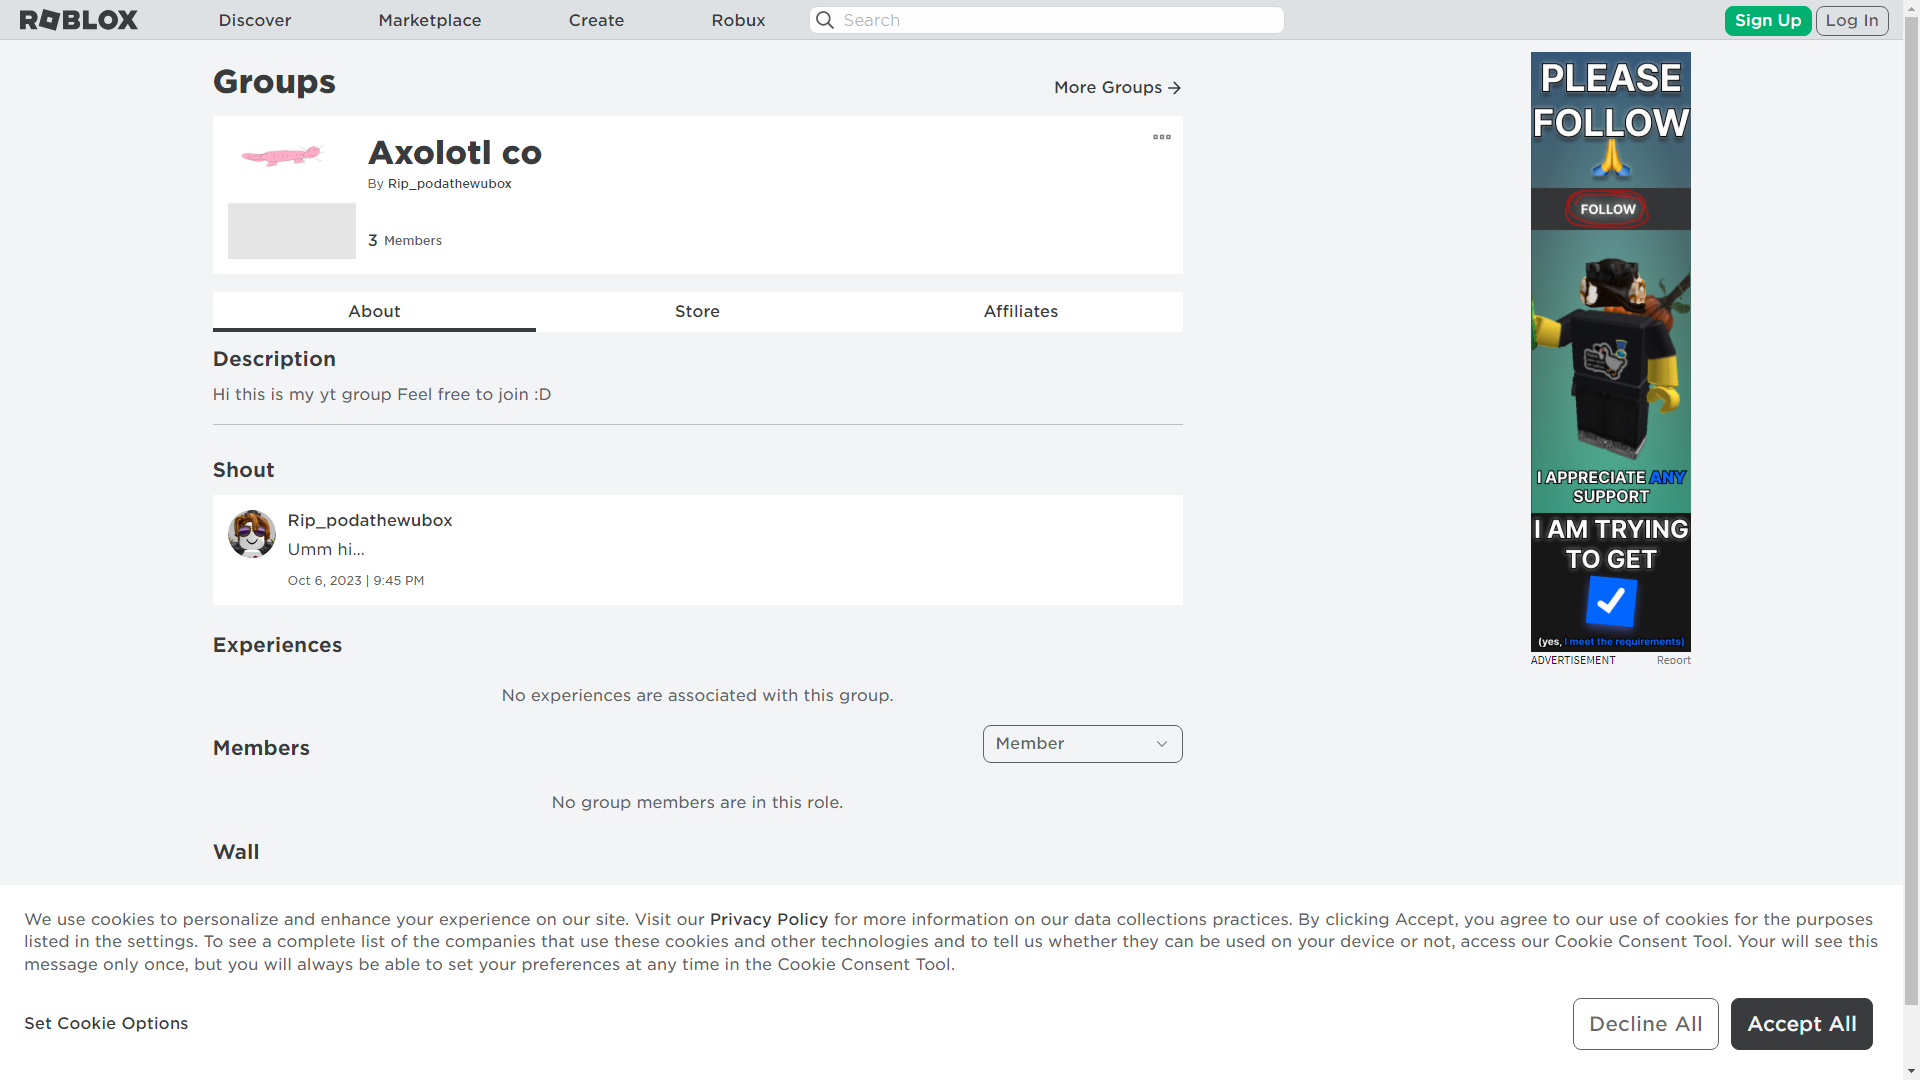 ROBLOX
Discover
Marketplace
Create
Robux
Search
Sign Up
Log In
Groups
More Groups
Axolotl co
By Rip_podathewubox
3 Members
About
Store
Affiliates
Description
Hi this is my yt group Feel free to join :D
Shout
Rip_podathewubox
Umm hi...
Oct 6, 2023 | 9:45 PM
Experiences
No experiences are associated with this group.
Members
Member
No group members are in this role.
Wall
PLEASE
FOLLOW
FOLLOW
I APPRECIATE ANY
SUPPORT
I AM TRYING
TO GET
(yes, I meet the requirements)
ADVERTISEMENT
Report
We use cookies to personalize and enhance your experience on our site. Visit our Privacy Policy for more information on our data collections practices. By clicking Accept, you agree to our use of cookies for the purposes
listed in the settings. To see a complete list of the companies that use these cookies and other technologies and to tell us whether they can be used on your device or not, access our Cookie Consent Tool. Your will see this
message only once, but you will always be able to set your preferences at any time in the Cookie Consent Tool.
Set Cookie Options
Decline All
Accept All